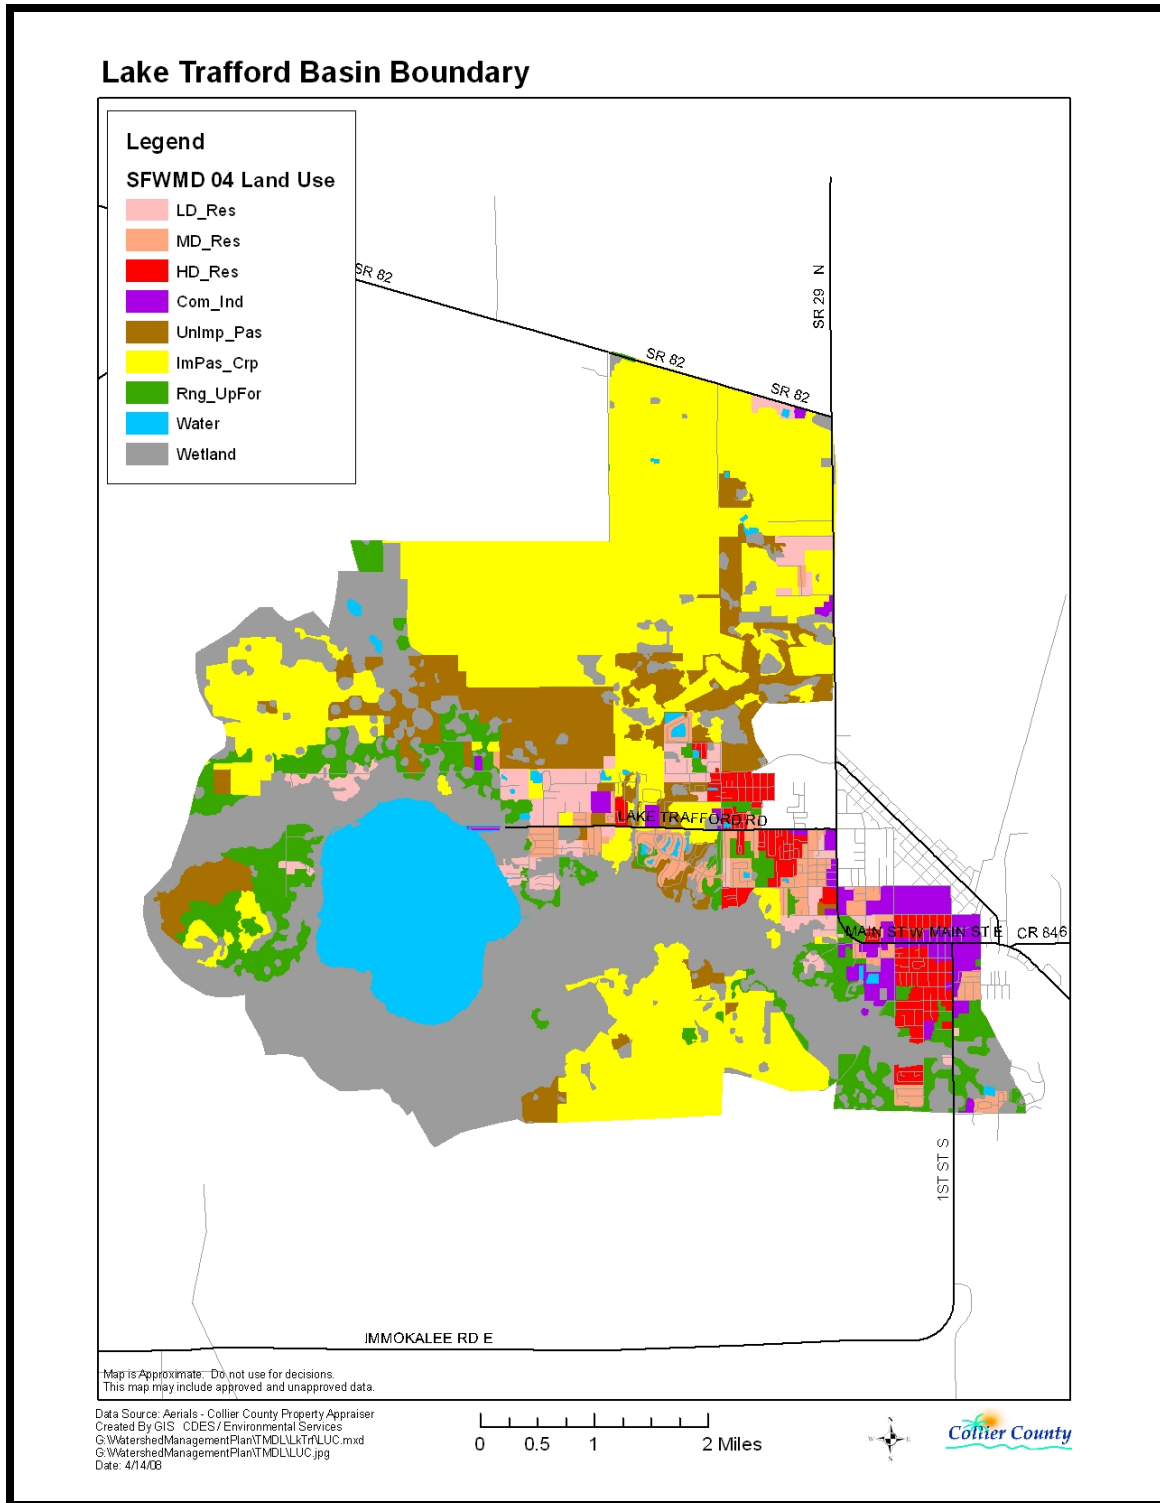 Lake Trafford Basin Boundary
Legend
SFWMD 04 Land Use
LD_Res
MD_Res
HD_Res
Com_Ind
UnImp_Pas
ImPas_Crp
Rng_UpFor
Water
Wetland
SR 82
SR 82
SR 82
SR 29 N
LAKE TRAFFORD RD
MAIN ST W MAIN ST E
CR 846
1ST ST S
IMMOKALEE RD E
Map is Approximate. Do not use for decisions.
This map may include approved and unapproved data.
Data Source: Aerials - Collier County Property Appraiser
Created By GIS CDES / Environmental Services
G:\WatershedManagementPlan\TMDL\LkTrf\LUC.mxd
G:\WatershedManagementPlan\TMDL\LUC.jpg
Date: 4/14/08
0 0.5 1 2 Miles
N
W E
S
Collier County